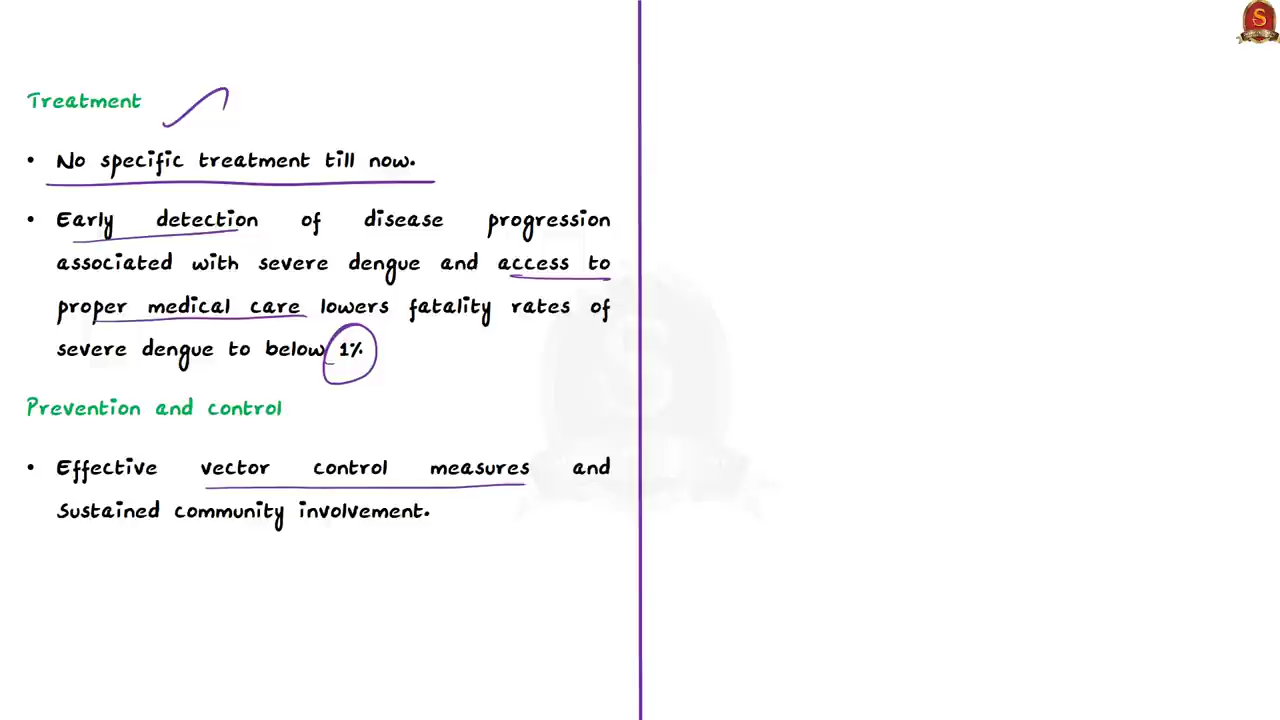 Treatment
• No specific treatment till now.
• Early detection of disease progression
associated with severe dengue and access to
proper medical care lowers fatality rates of
severe dengue to below 1%
Prevention and control
• Effective vector control measures and
Sustained community involvement.
S
S